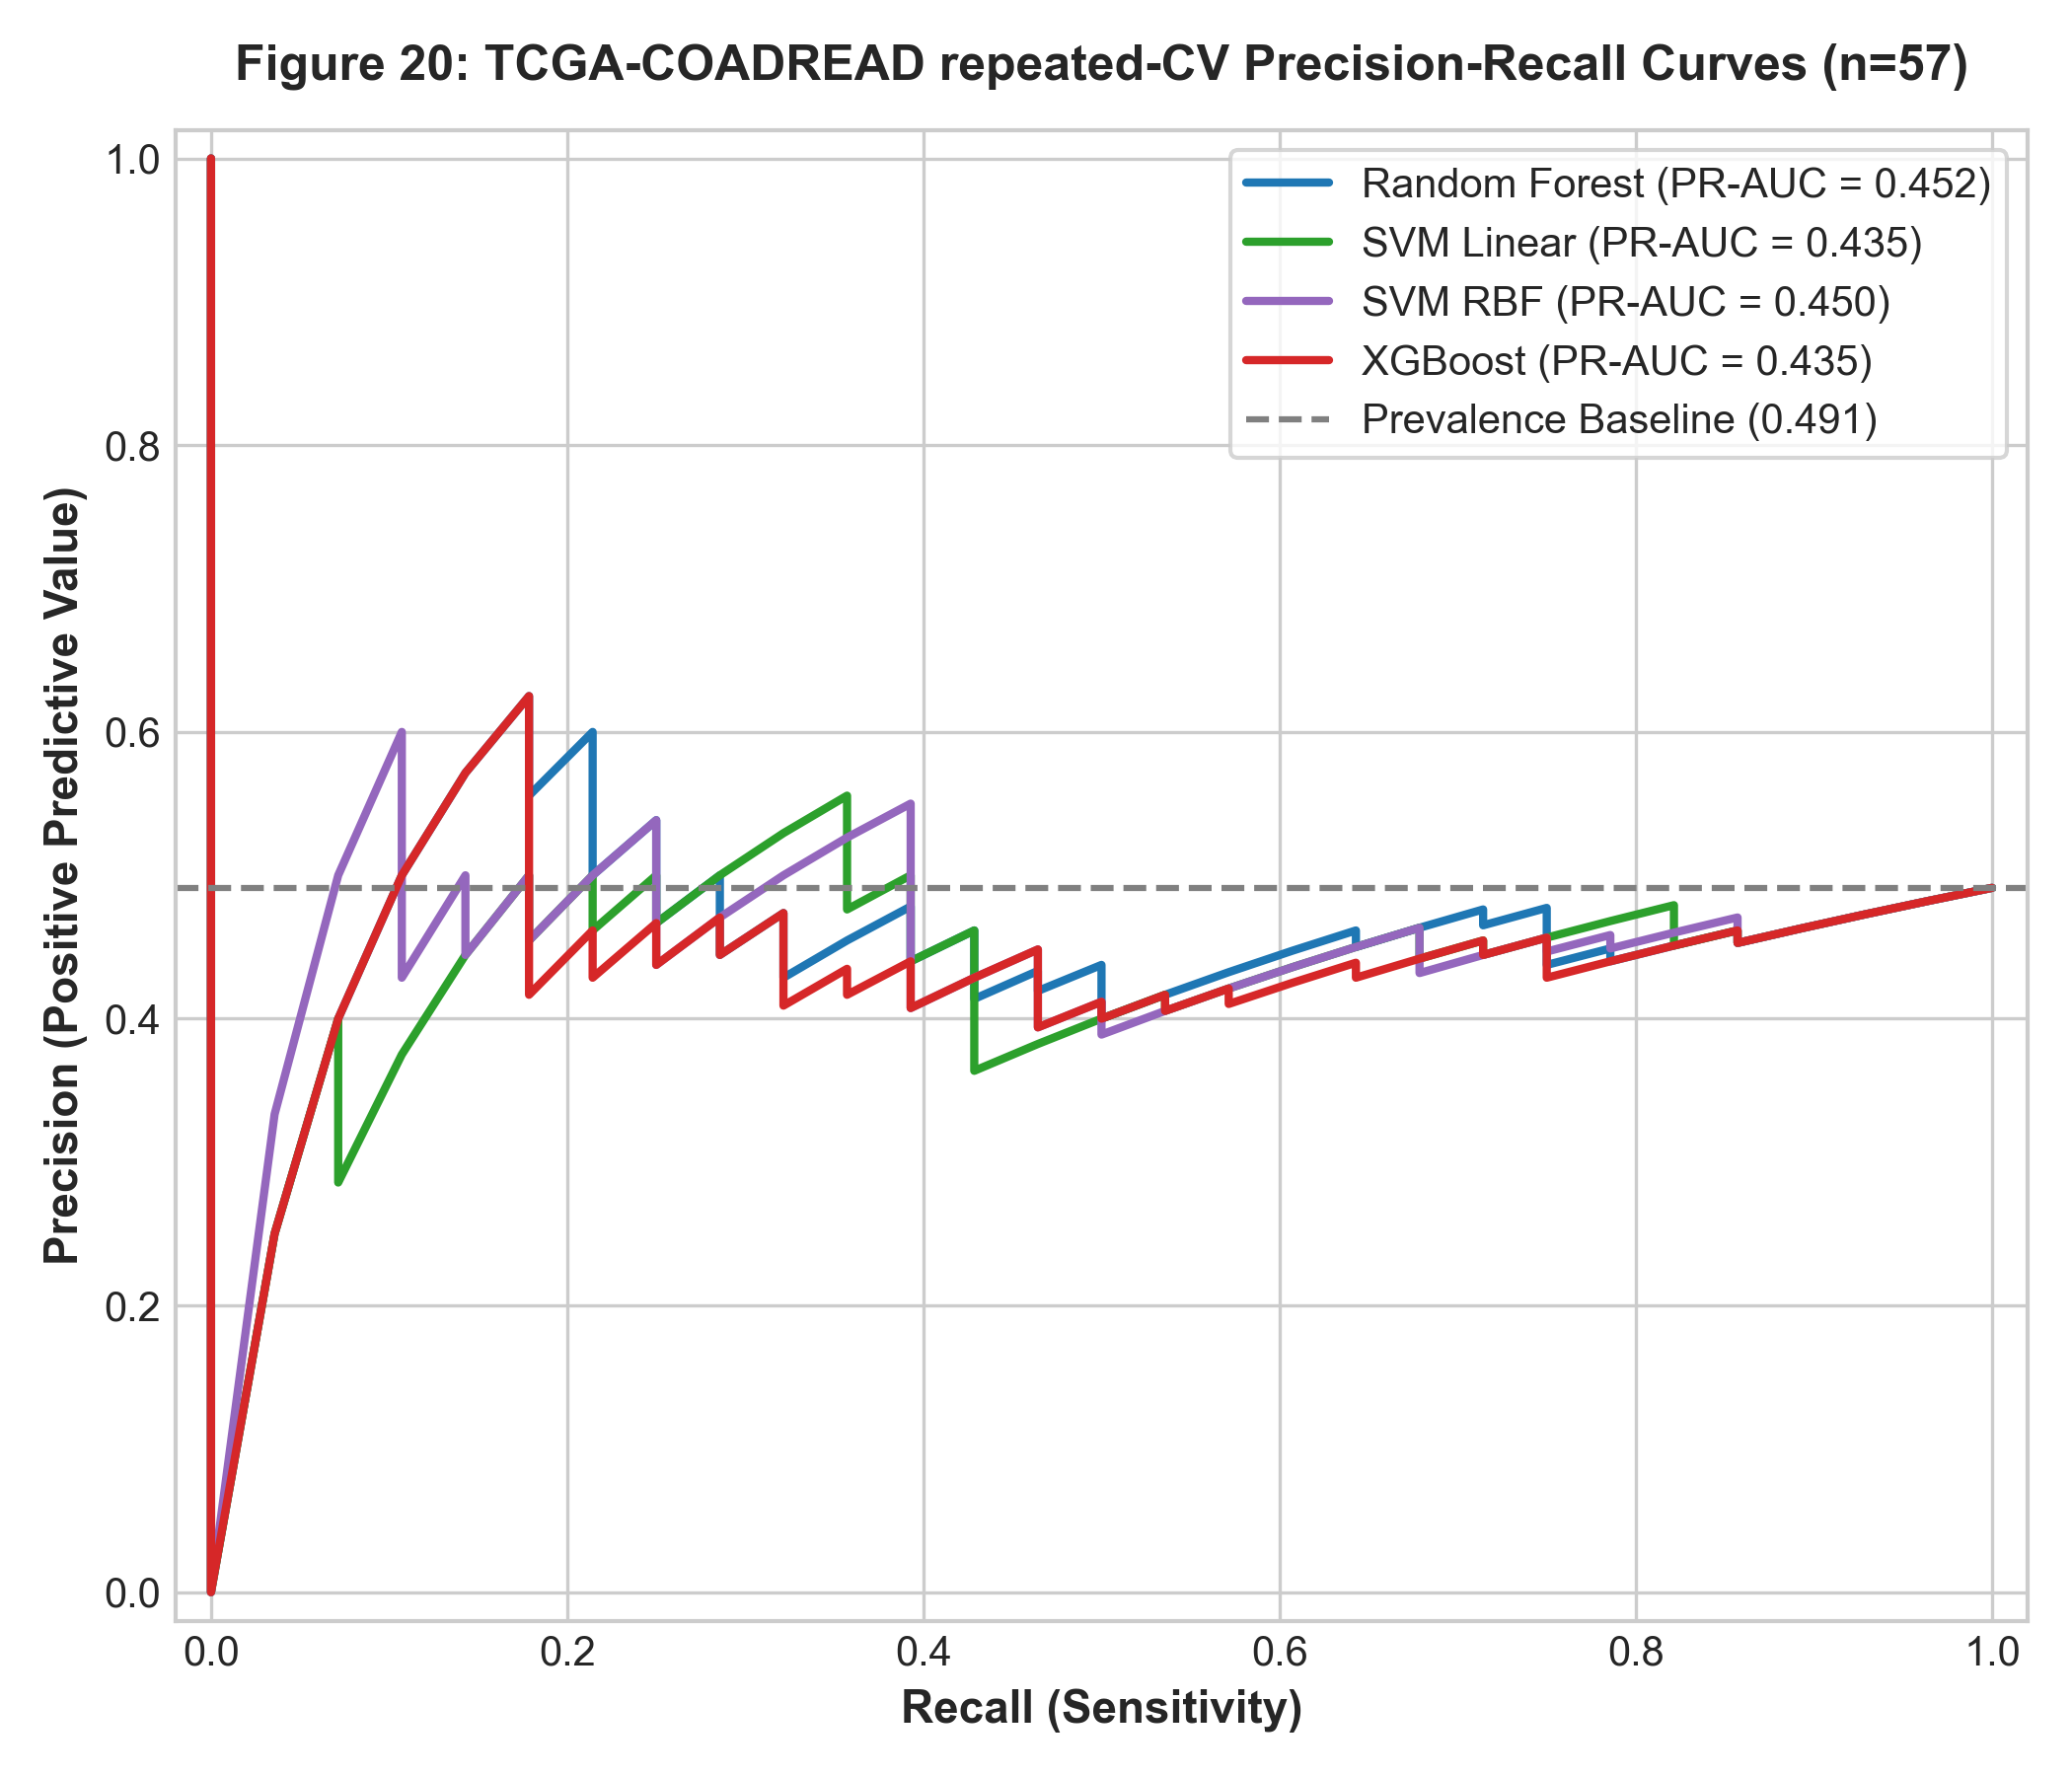 Figure 20: TCGA-COADREAD repeated-CV Precision-Recall Curves (n=57)
Random Forest (PR-AUC = 0.452)
SVM Linear (PR-AUC = 0.435)
SVM RBF (PR-AUC = 0.450)
XGBoost (PR-AUC = 0.435)
Prevalence Baseline (0.491)
Precision (Positive Predictive Value)
1.0
0.8
0.6
0.4
0.2
0.0
0.0 0.2 0.4 0.6 0.8 1.0
Recall (Sensitivity)